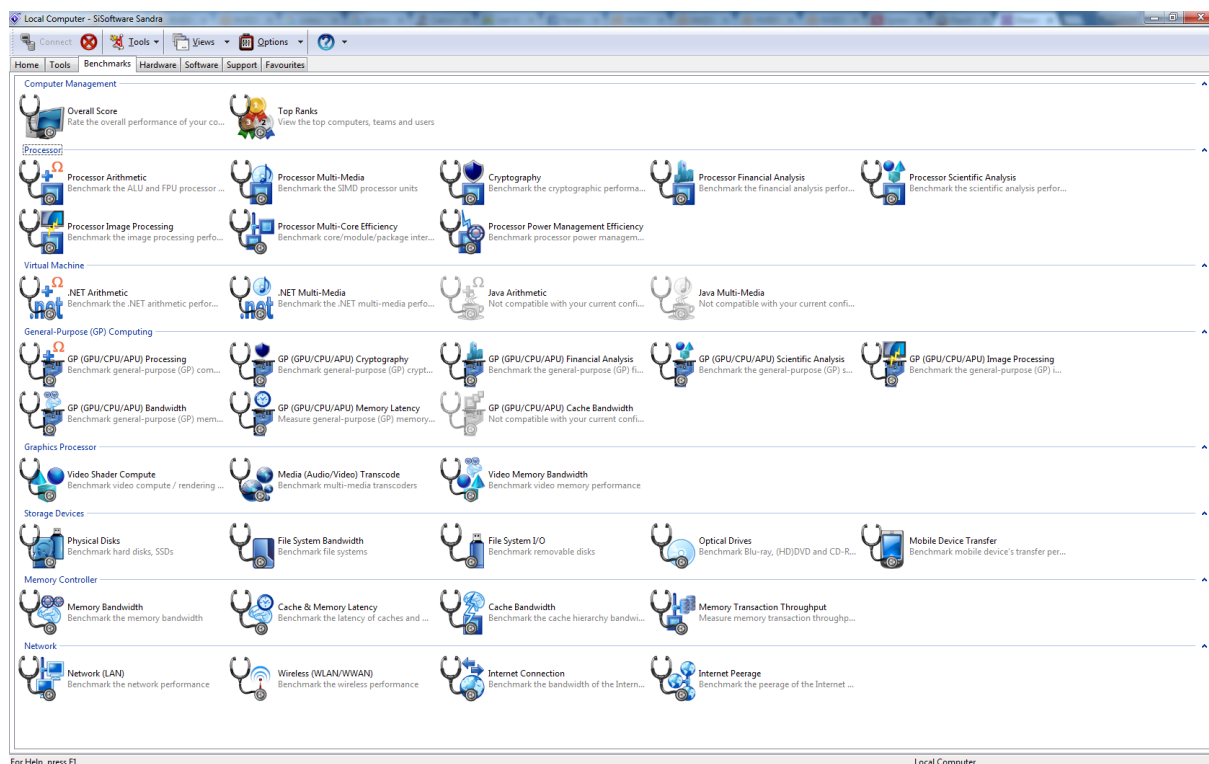 Local Computer - SiSoftware Sandra
Connect Tools Views Options
Home Tools Benchmarks Hardware Software Support Favourites
Computer Management
Overall Score
Rate the overall performance of your co...
Top Ranks
View the top computers, teams and users
Processor
Processor Arithmetic
Benchmark the ALU and FPU processor ...
Processor Multi-Media
Benchmark the SIMD processor units
Cryptography
Benchmark the cryptographic performa...
Processor Financial Analysis
Benchmark the financial analysis perfor...
Processor Scientific Analysis
Benchmark the scientific analysis perfor...
Processor Image Processing
Benchmark the image processing perfo...
Processor Multi-Core Efficiency
Benchmark core/module/package inter...
Processor Power Management Efficiency
Benchmark processor power managem...
Virtual Machine
.NET Arithmetic
Benchmark the .NET arithmetic perfor...
.NET Multi-Media
Benchmark the .NET multi-media perfo...
Java Arithmetic
Not compatible with your current confi...
Java Multi-Media
Not compatible with your current confi...
General-Purpose (GP) Computing
GP (GPU/CPU/APU) Processing
Benchmark general-purpose (GP) com...
GP (GPU/CPU/APU) Cryptography
Benchmark general-purpose (GP) crypt...
GP (GPU/CPU/APU) Financial Analysis
Benchmark the general-purpose (GP) fi...
GP (GPU/CPU/APU) Scientific Analysis
Benchmark the general-purpose (GP) s...
GP (GPU/CPU/APU) Image Processing
Benchmark the general-purpose (GP) i...
GP (GPU/CPU/APU) Bandwidth
Benchmark general-purpose (GP) mem...
GP (GPU/CPU/APU) Memory Latency
Measure general-purpose (GP) memory...
GP (GPU/CPU/APU) Cache Bandwidth
Not compatible with your current confi...
Graphics Processor
Video Shader Compute
Benchmark video compute / rendering ...
Media (Audio/Video) Transcode
Benchmark multi-media transcoders
Video Memory Bandwidth
Benchmark video memory performance
Storage Devices
Physical Disks
Benchmark hard disks, SSDs
File System Bandwidth
Benchmark file systems
File System I/O
Benchmark removable disks
Optical Drives
Benchmark Blu-ray, (HD)DVD and CD-R...
Mobile Device Transfer
Benchmark mobile device's transfer per...
Memory Controller
Memory Bandwidth
Benchmark the memory bandwidth
Cache & Memory Latency
Benchmark the latency of caches and ...
Cache Bandwidth
Benchmark the cache hierarchy bandwi...
Memory Transaction Throughput
Measure memory transaction throughp...
Network
Network (LAN)
Benchmark the network performance
Wireless (WLAN/WWAN)
Benchmark the wireless performance
Internet Connection
Benchmark the bandwidth of the Intern...
Internet Peerage
Benchmark the peerage of the Internet ...
For Help, press F1
Local Computer